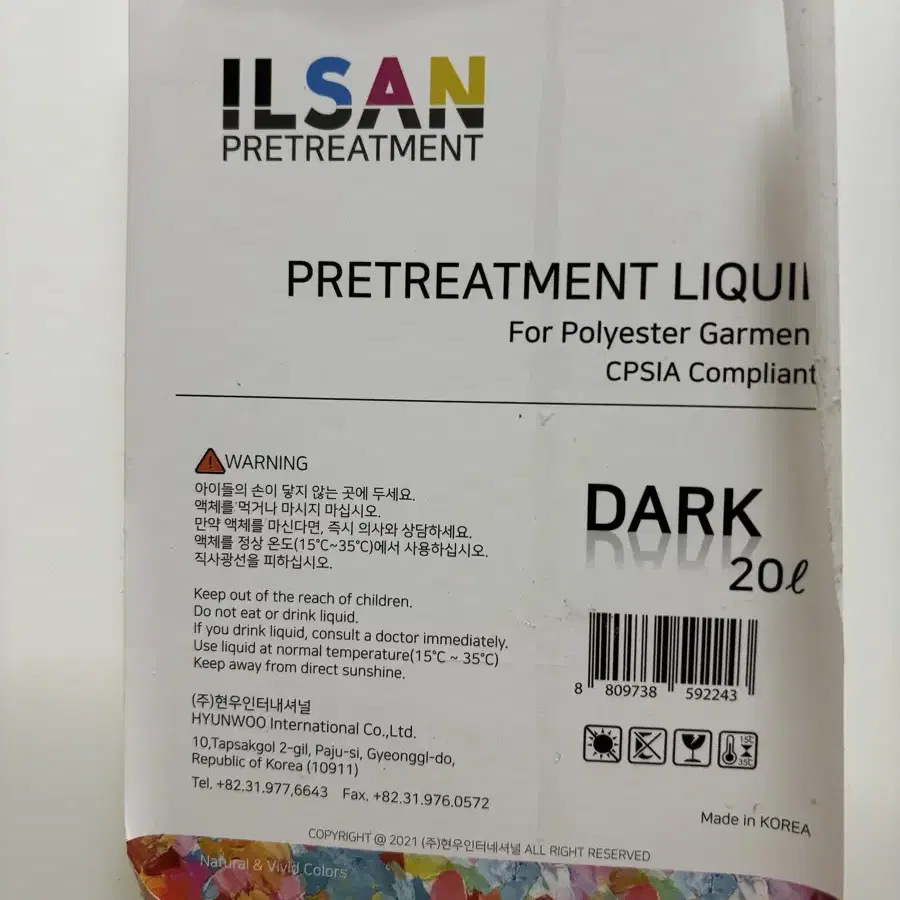 ILSAN
PRETREATMENT
PRETREATMENT LIQUI
For Polyester Garmen
CPSIA Compliant
WARNING
아이들의 손이 닿지 않는 곳에 두세요.
액체를 먹거나 마시지 마십시오.
만약 액체를 마신다면, 즉시 의사와 상담하세요.
액체를 정상 온도(15℃~35℃)에서 사용하십시오.
직사광선을 피하십시오.
Keep out of the reach of children.
Do not eat or drink liquid.
If you drink liquid, consult a doctor immediately.
Use liquid at normal temperature(15℃ ~ 35℃)
Keep away from direct sunshine.
(주)현우인터내셔널
HYUNWOO International Co.,Ltd.
10,Tapsakgol 2-gil, Paju-si, Gyeonggl-do,
Republic of Korea (10911)
Tel. +82.31.977,6643 Fax. +82.31.976.0572
DARK
20ℓ
8 809738 592243
15℃
35℃
Made in KOREA
COPYRIGHT @ 2021 (주)현우인터네셔널 ALL RIGHT RESERVED
Natural & Vivid Colors